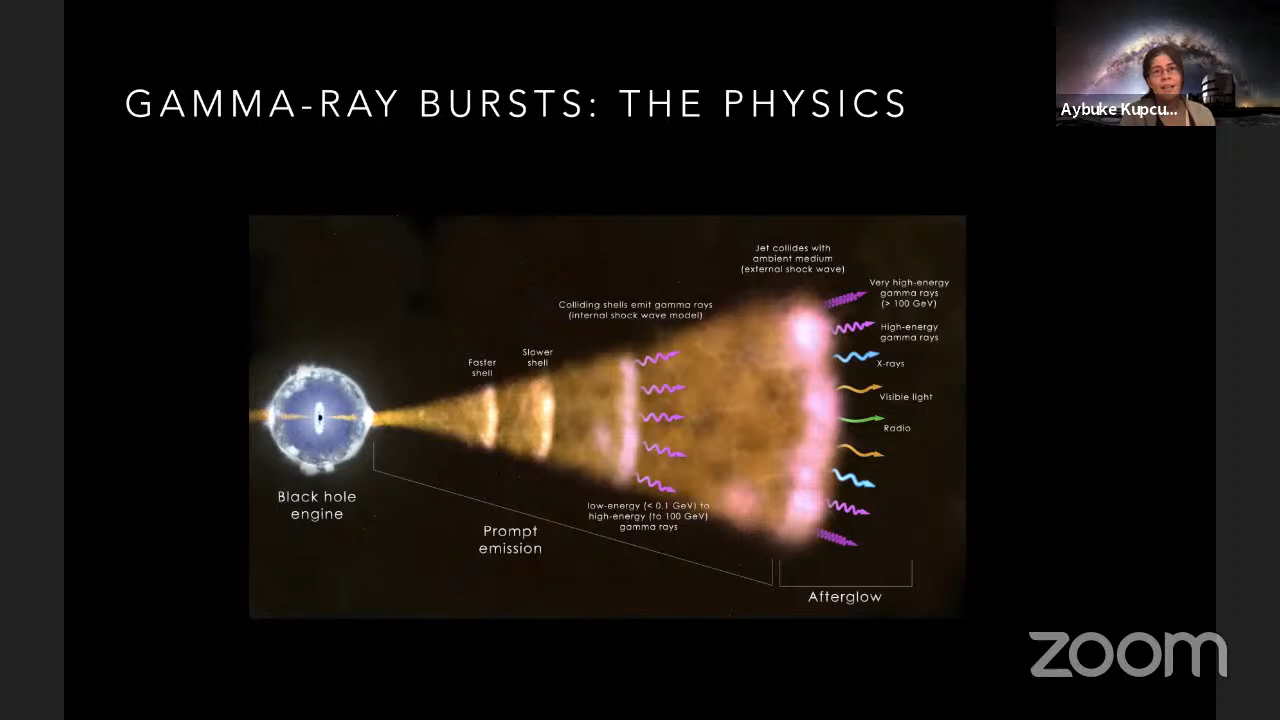 GAMMA-RAY BURSTS: THE PHYSICS
Aybuke Kupcu...
Jet collides with
ambient medium
(external shock wave)
Very high-energy
gamma rays
(> 100 GeV)
Colliding shells emit gamma rays
(internal shock wave model)
High-energy
gamma rays
Slower
shell
Faster
shell
X-rays
Visible light
Radio
Black hole
engine
low-energy (< 0.1 GeV) to
high-energy (to 100 GeV)
gamma rays
Prompt
emission
Afterglow
zoom